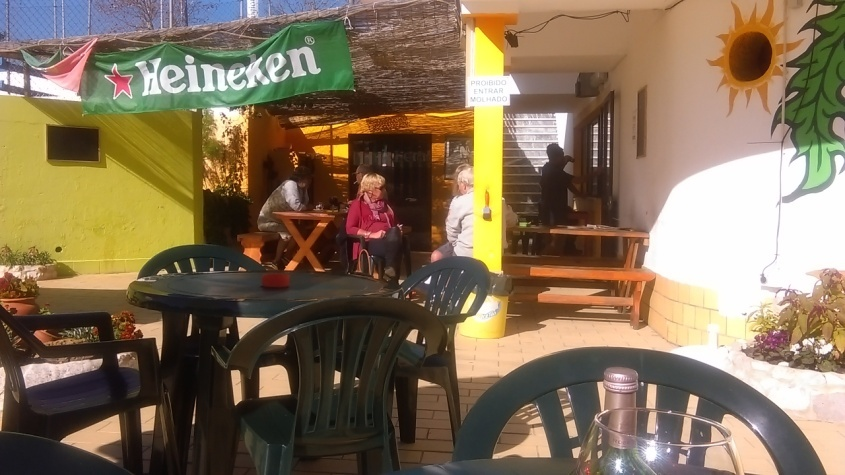 Heineken®
PROIBIDO
ENTRAR
MOLHADO